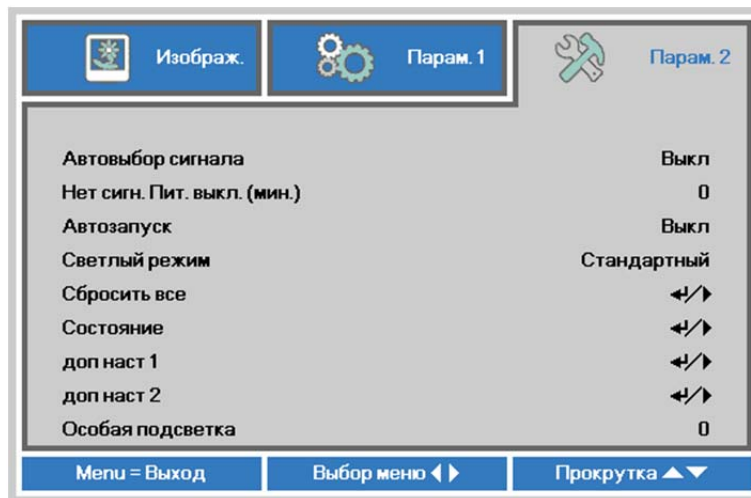 Изображ. Парам. 1 Парам. 2
Автовыбор сигнала Выкл
Нет сигн. Пит. выкл. (мин.) 0
Автозапуск Выкл
Светлый режим Стандартный
Сбросить все ↵/▶
Состояние ↵/▶
доп наст 1 ↵/▶
доп наст 2 ↵/▶
Особая подсветка 0
Menu = Выход Выбор меню ◀▶ Прокрутка ▲▼